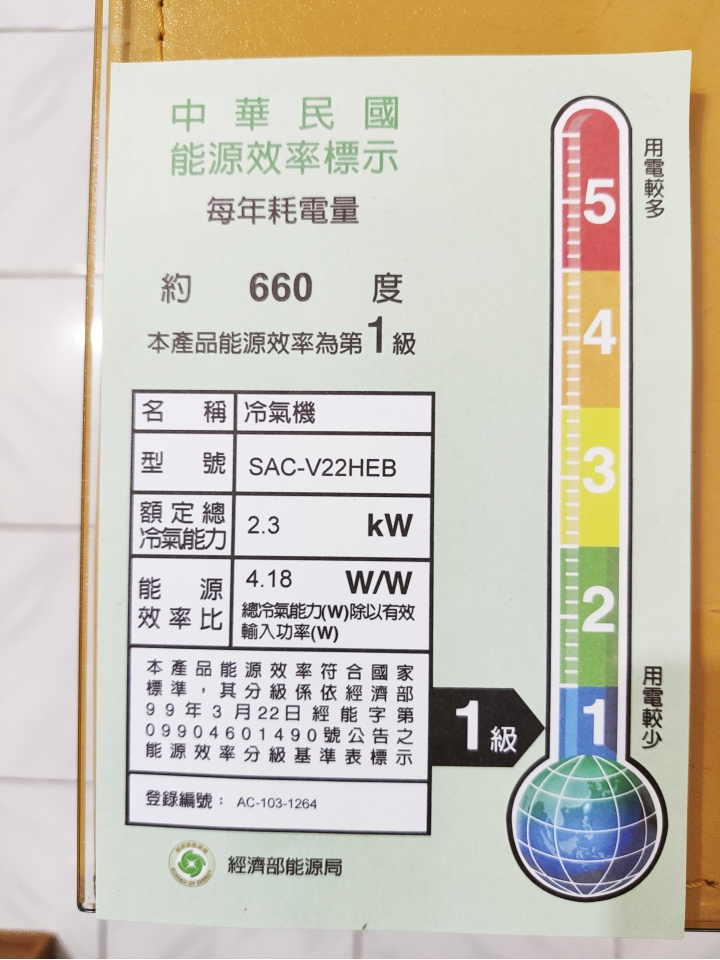 中華民國
能源效率標示
每年耗電量
約 660 度
本產品能源效率為第1級
名稱 冷氣機
型號 SAC-V22HEB
額定總冷氣能力 2.3 kW
能源效率比 4.18 W/W
總冷氣能力(W)除以有效
輸入功率(W)
本產品能源效率符合國家
標準，其分級係依經濟部
99年3月22日經能字第
09904601490號公告之
能源效率分級基準表標示
登錄編號： AC-103-1264
經濟部能源局
用電較多
5
4
3
2
1
用電較少
1級